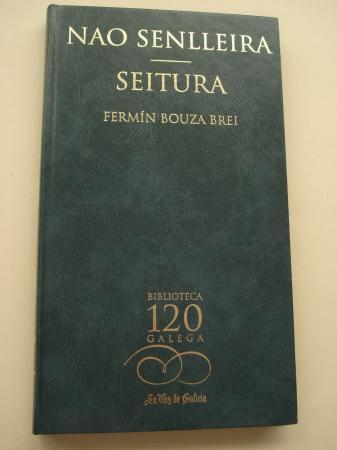 NAO SENLLEIRA
SEITURA
FERMÍN BOUZA BREI
BIBLIOTECA
120
GALEGA
La Voz de Galicia